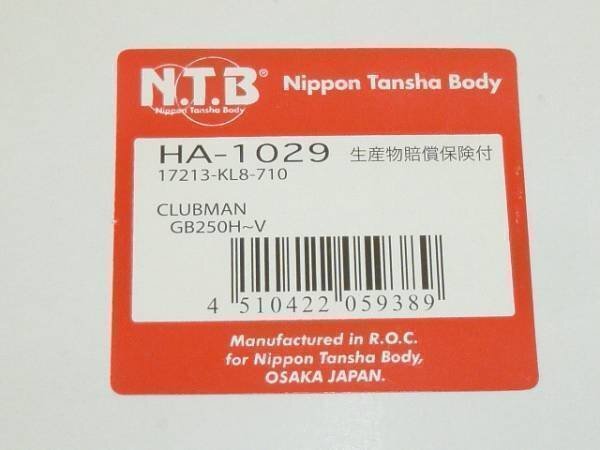 N.T.B® Nippon Tansha Body
Nippon Tansha Body
HA-1029 生産物賠償保険付
17213-KL8-710
CLUBMAN
GB250H~V
4 510422 059389
Manufactured in R.O.C.
for Nippon Tansha Body,
OSAKA JAPAN.